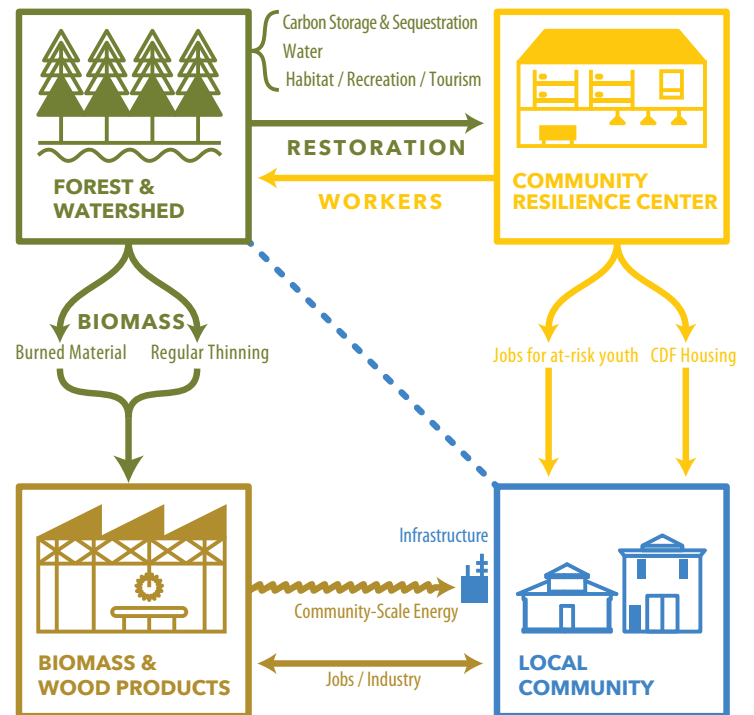 Carbon Storage & Sequestration
Water
Habitat / Recreation / Tourism
RESTORATION
WORKERS
FOREST &
WATERSHED
COMMUNITY
RESILIENCE CENTER
BIOMASS
Burned Material
Regular Thinning
Jobs for at-risk youth
CDF Housing
Infrastructure
Community-Scale Energy
BIOMASS &
WOOD PRODUCTS
Jobs / Industry
LOCAL
COMMUNITY